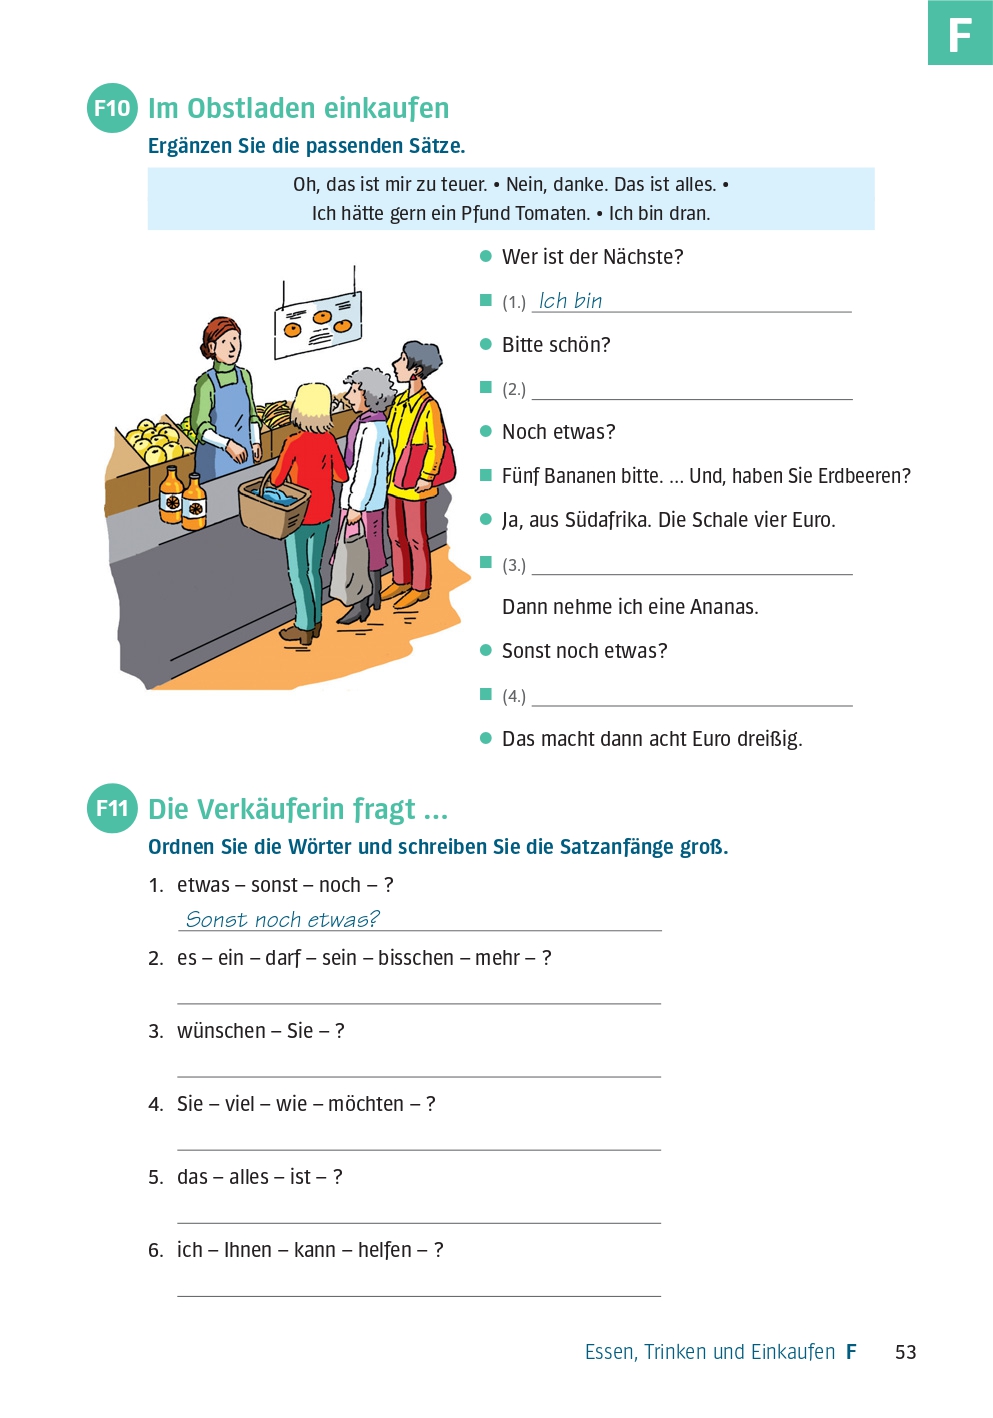 F
F10 Im Obstladen einkaufen
Ergänzen Sie die passenden Sätze.
Oh, das ist mir zu teuer. • Nein, danke. Das ist alles. •
Ich hätte gern ein Pfund Tomaten. • Ich bin dran.
● Wer ist der Nächste?
■ (1.) Ich bin
● Bitte schön?
■ (2.)
● Noch etwas?
■ Fünf Bananen bitte. ... Und, haben Sie Erdbeeren?
● Ja, aus Südafrika. Die Schale vier Euro.
■ (3.)
Dann nehme ich eine Ananas.
● Sonst noch etwas?
■ (4.)
● Das macht dann acht Euro dreißig.
F11 Die Verkäuferin fragt ...
Ordnen Sie die Wörter und schreiben Sie die Satzanfänge groß.
1. etwas – sonst – noch – ?
Sonst noch etwas?
2. es – ein – darf – sein – bisschen – mehr – ?
3. wünschen – Sie – ?
4. Sie – viel – wie – möchten – ?
5. das – alles – ist – ?
6. ich – Ihnen – kann – helfen – ?
Essen, Trinken und Einkaufen F 53